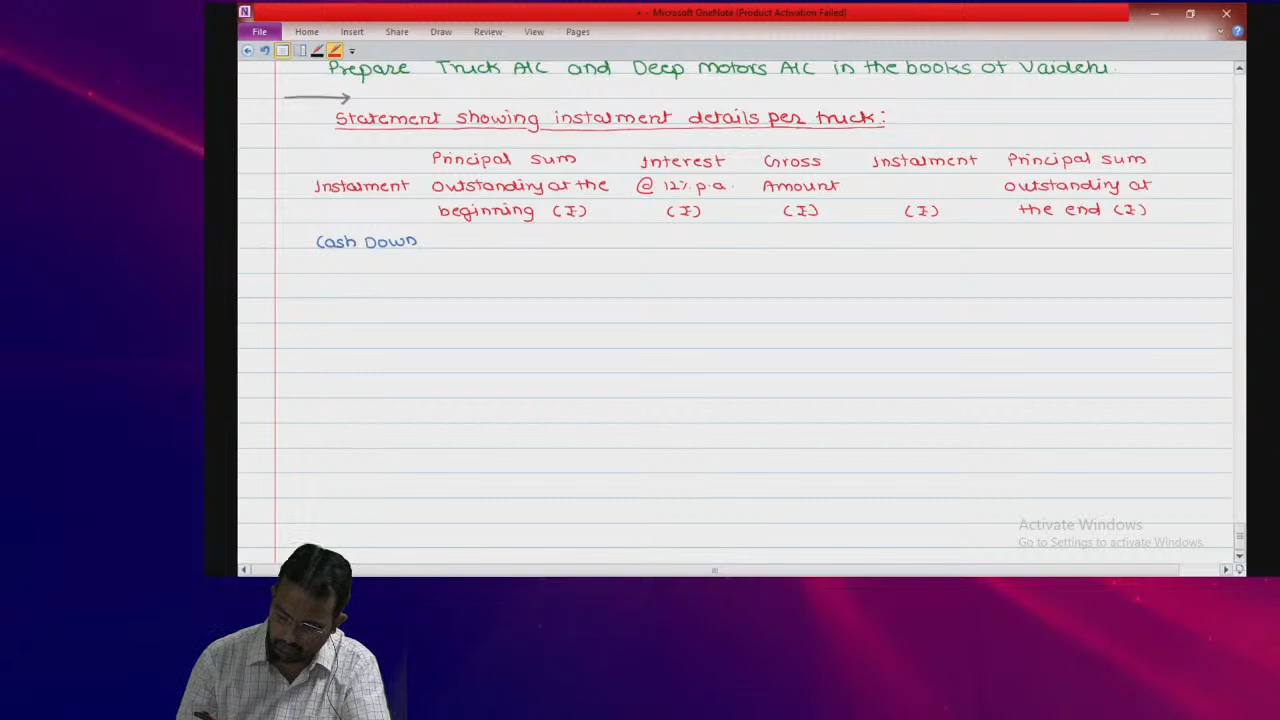 Microsoft OneNote (Product Activation Failed)
File Home Insert Share Draw Review View Pages
Prepare Truck A/C and Deep Motors A/C in the books of Vaidehi.
Statement showing instalment details per truck:
Principal sum Interest Gross Instalment Principal sum
Instalment outstanding at the @ 12% p.a. Amount outstanding at
beginning (₹) (₹) (₹) (₹) the end (₹)
Cash Down
Activate Windows
Go to Settings to activate Windows.